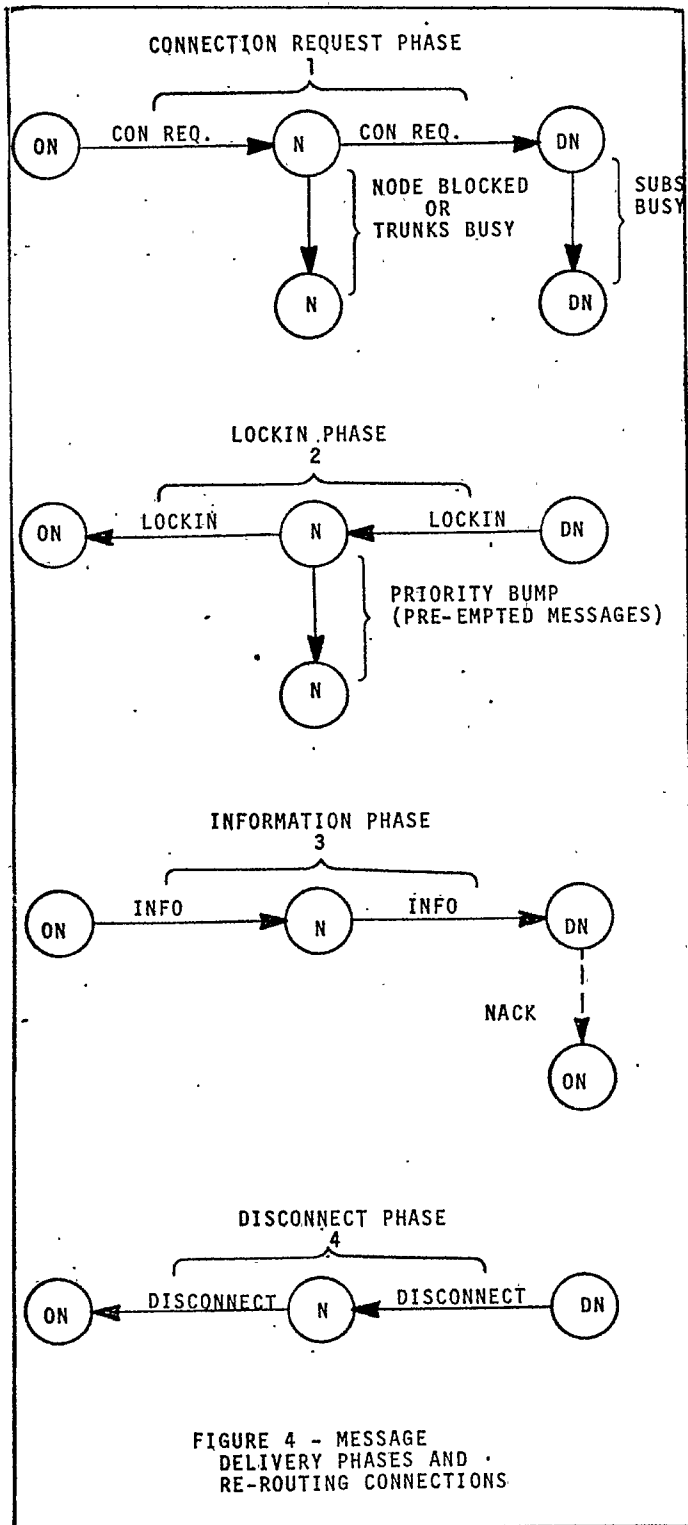 CONNECTION REQUEST PHASE
1
ON CON REQ. N CON REQ. DN
NODE BLOCKED
OR
TRUNKS BUSY
SUBS
BUSY
N DN
LOCKIN PHASE
2
ON LOCKIN N LOCKIN DN
PRIORITY BUMP
(PRE-EMPTED MESSAGES)
N
INFORMATION PHASE
3
ON INFO N INFO DN
NACK
ON
DISCONNECT PHASE
4
ON DISCONNECT N DISCONNECT DN
FIGURE 4 - MESSAGE
DELIVERY PHASES AND
RE-ROUTING CONNECTIONS